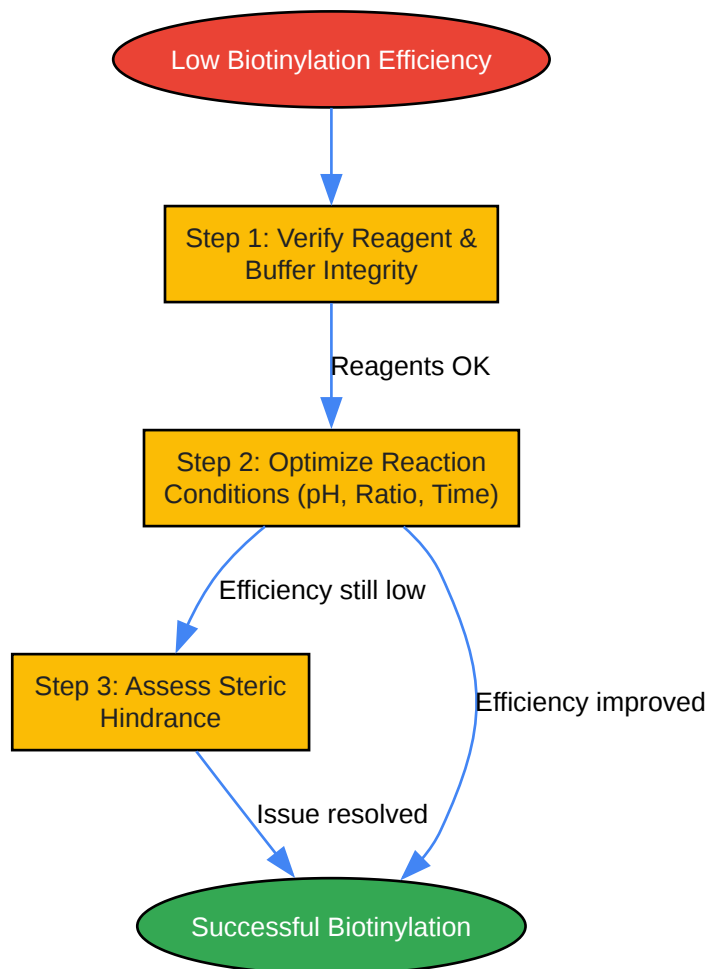 Low Biotinylation Efficiency
Step 1: Verify Reagent &
Buffer Integrity
Reagents OK
Step 2: Optimize Reaction
Conditions (pH, Ratio, Time)
Efficiency still low
Step 3: Assess Steric
Hindrance
Efficiency improved
Issue resolved
Successful Biotinylation